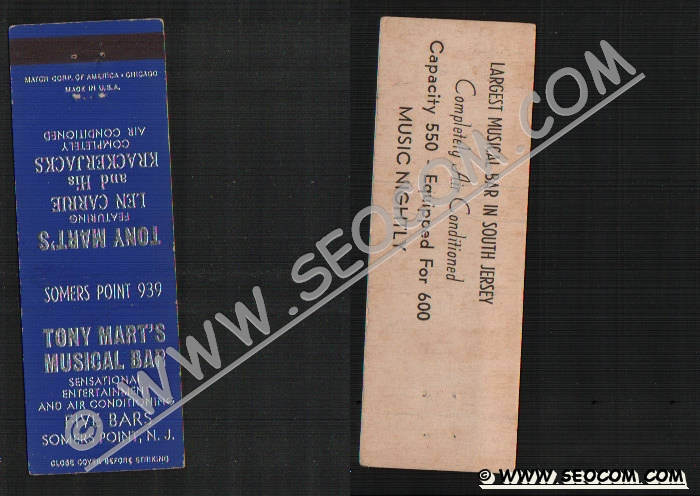 MATCH CORP. OF AMERICA • CHICAGO
MADE IN U.S.A.
TONY MART'S
FEATURING
LEN CARRIE
and His
KRACKERJACKS
COMPLETELY
AIR CONDITIONED
SOMERS POINT 939
TONY MART'S
MUSICAL BAR
SENSATIONAL
ENTERTAINMENT
AND AIR CONDITIONING
FIVE BARS
SOMERS POINT, N. J.
CLOSE COVER BEFORE STRIKING
LARGEST MUSICAL BAR IN SOUTH JERSEY
Completely Air Conditioned
Capacity 550 - Equipped For 600
MUSIC NIGHTLY
© WWW.SEOCOM.COM
© WWW.SEOCOM.COM